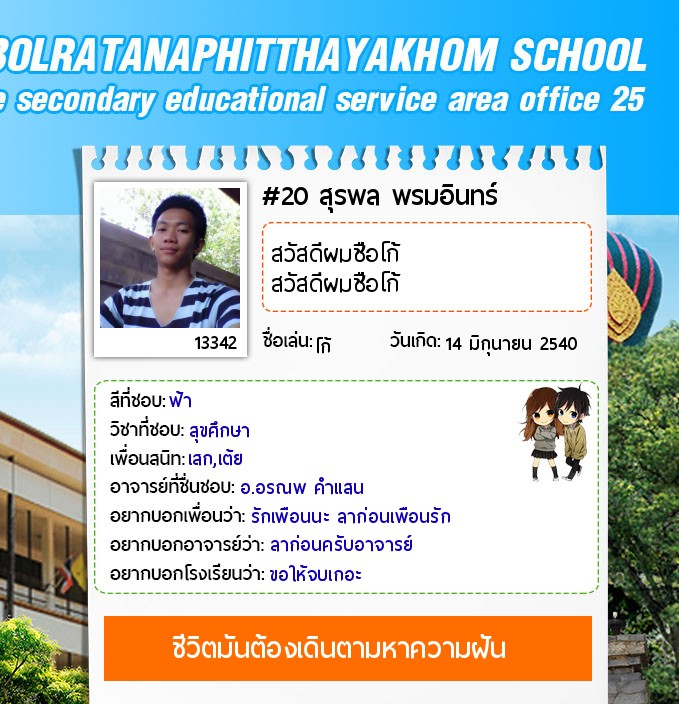 BOLRATANAPHITTHAYAKHOM SCHOOL
e secondary educational service area office 25
#20 สุรพล พรมอินทร์
สวัสดีผมชื่อโก้
สวัสดีผมชื่อโก้
13342
ชื่อเล่น: โก้ วันเกิด: 14 มิถุนายน 2540
สีที่ชอบ: ฟ้า
วิชาที่ชอบ: สุขศึกษา
เพื่อนสนิท: เสก,เต้ย
อาจารย์ที่ชื่นชอบ: อ.อรณพ คำแสน
อยากบอกเพื่อนว่า: รักเพื่อนนะ ลาก่อนเพื่อนรัก
อยากบอกอาจารย์ว่า: ลาก่อนครับอาจารย์
อยากบอกโรงเรียนว่า: ขอให้จบเถอะ
ชีวิตมันต้องเดินตามหาความฝัน